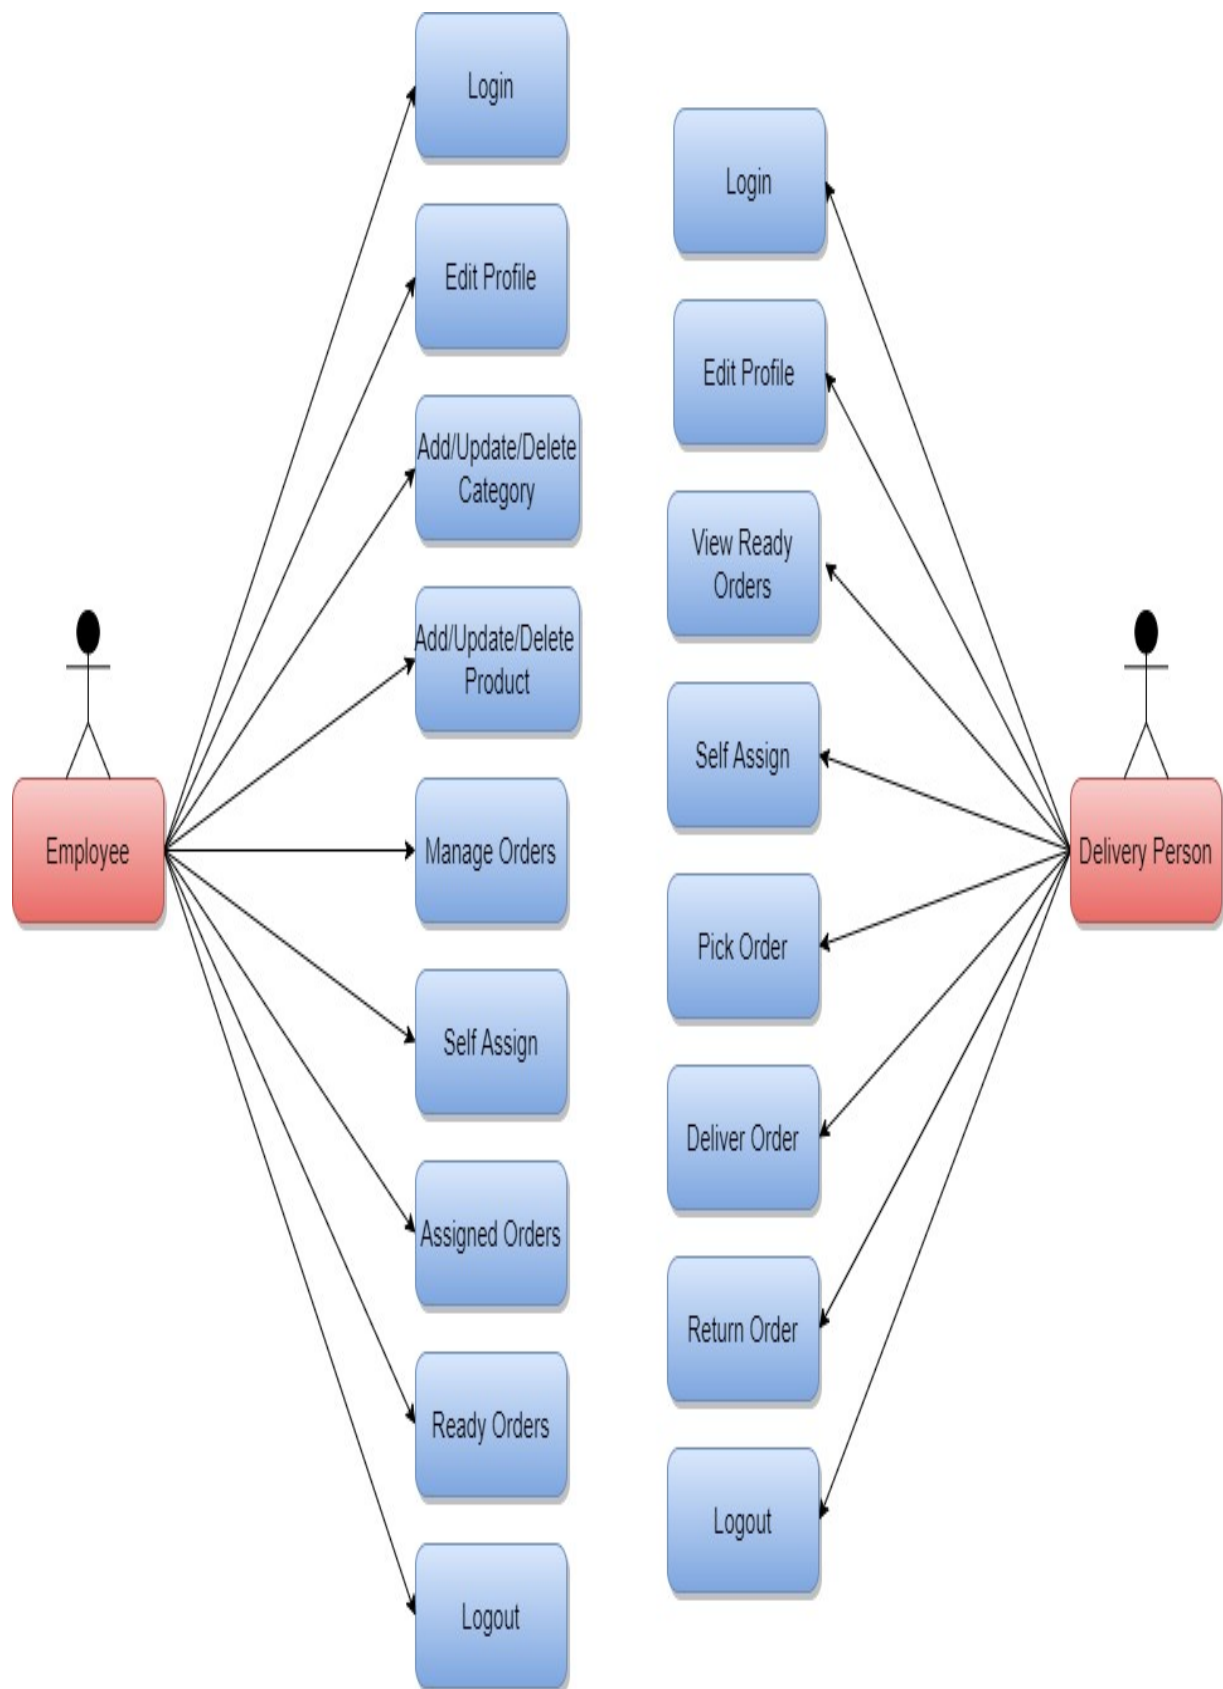 Login
Edit Profile
Add/Update/Delete
Category
Add/Update/Delete
Product
Employee
Manage Orders
Self Assign
Assigned Orders
Ready Orders
Logout
Login
Edit Profile
View Ready
Orders
Self Assign
Delivery Person
Pick Order
Deliver Order
Return Order
Logout